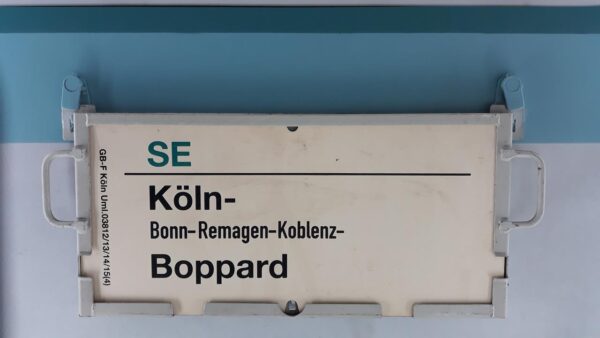 SE
Köln-
Bonn-Remagen-Koblenz-
Boppard
GB-F Köln Uml.03812/13/14/15(4)